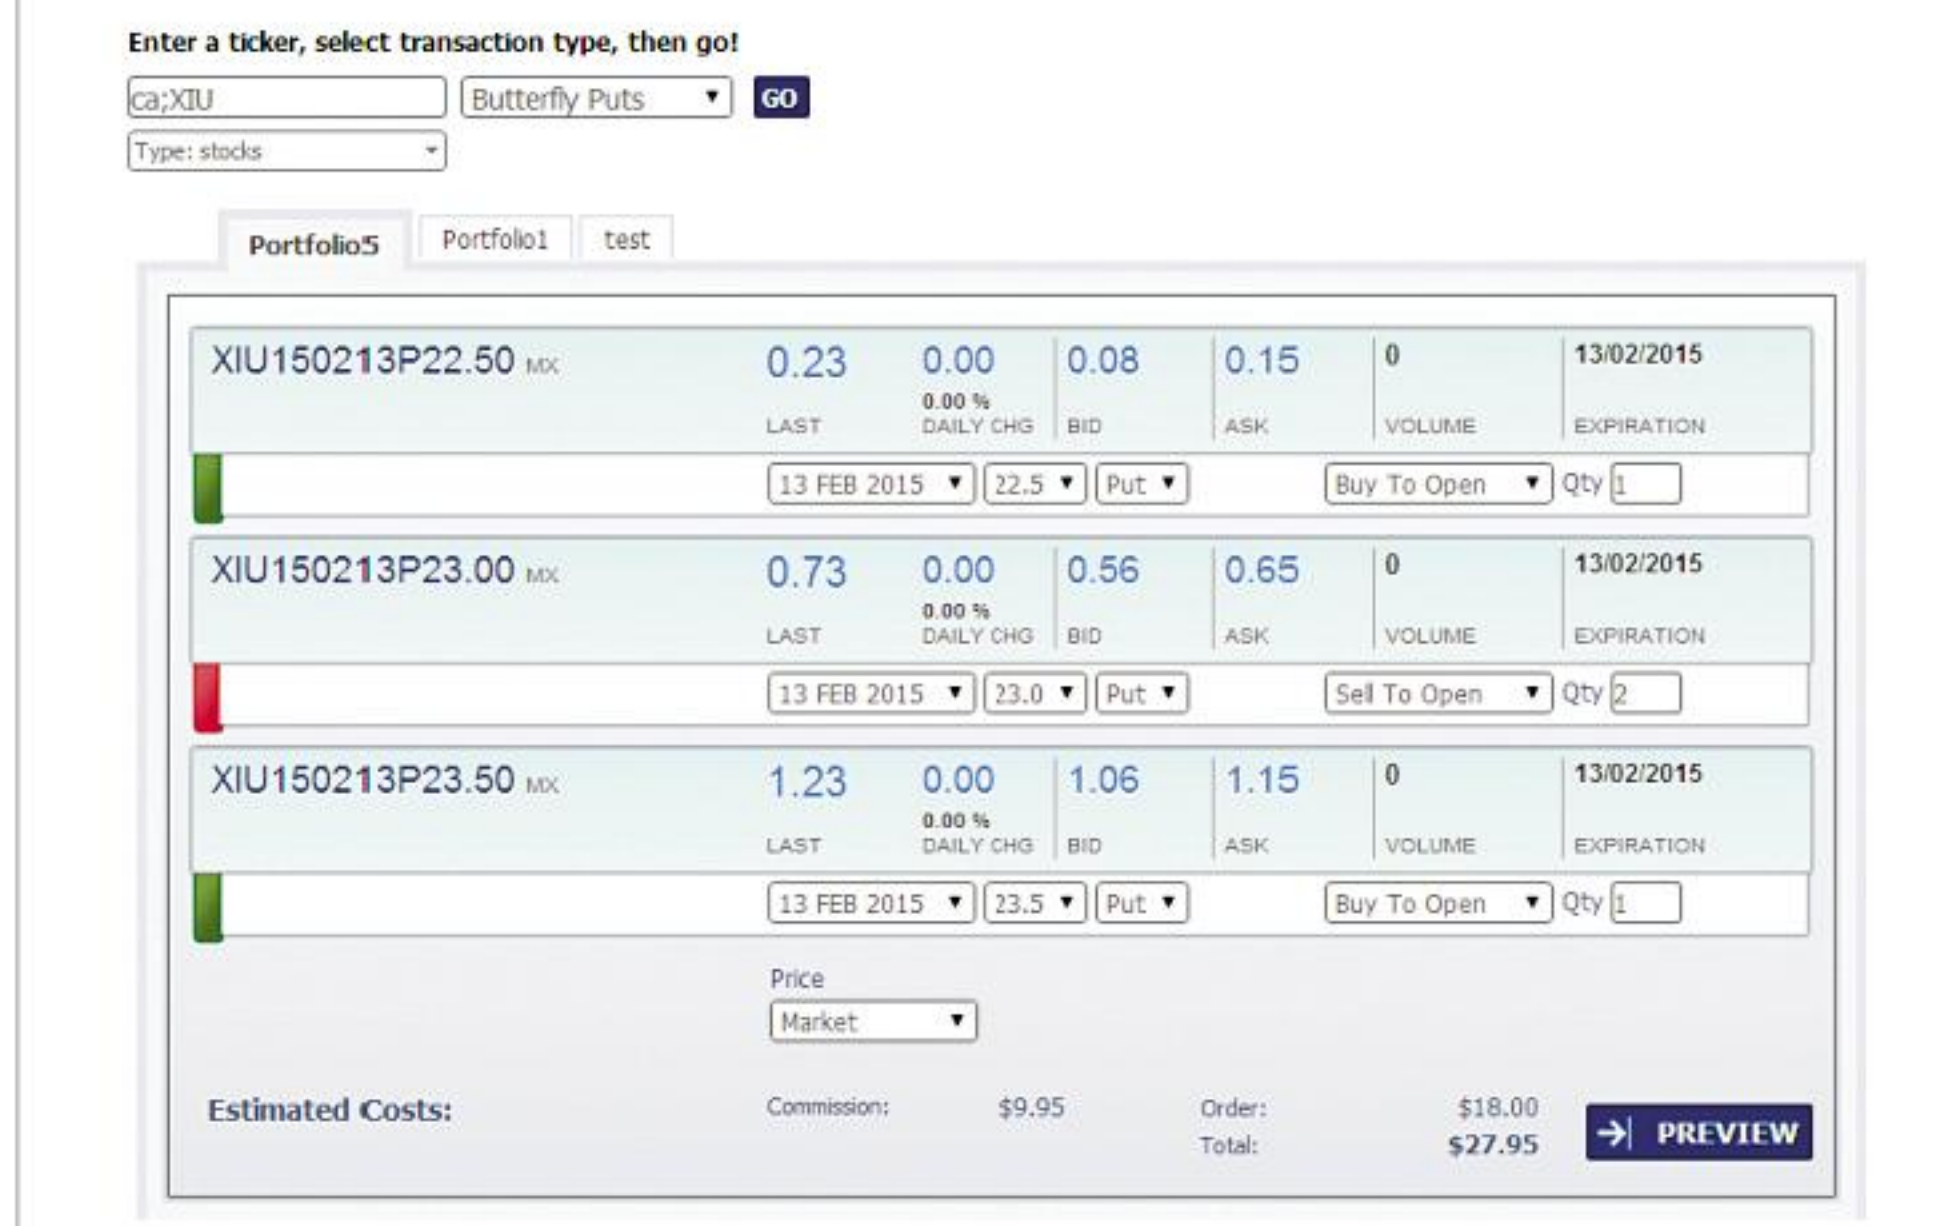 Enter a ticker, select transaction type, then go!
ca;XIU Butterfly Puts GO
Type: stocks
Portfolio5 Portfolio1 test
XIU150213P22.50 MX 0.23 0.00 0.08 0.15 0 13/02/2015
0.00 %
LAST DAILY CHG BID ASK VOLUME EXPIRATION
13 FEB 2015 22.5 Put Buy To Open Qty 1
XIU150213P23.00 MX 0.73 0.00 0.56 0.65 0 13/02/2015
0.00 %
LAST DAILY CHG BID ASK VOLUME EXPIRATION
13 FEB 2015 23.0 Put Sell To Open Qty 2
XIU150213P23.50 MX 1.23 0.00 1.06 1.15 0 13/02/2015
0.00 %
LAST DAILY CHG BID ASK VOLUME EXPIRATION
13 FEB 2015 23.5 Put Buy To Open Qty 1
Price
Market
Estimated Costs: Commission: $9.95 Order: $18.00
Total: $27.95
PREVIEW